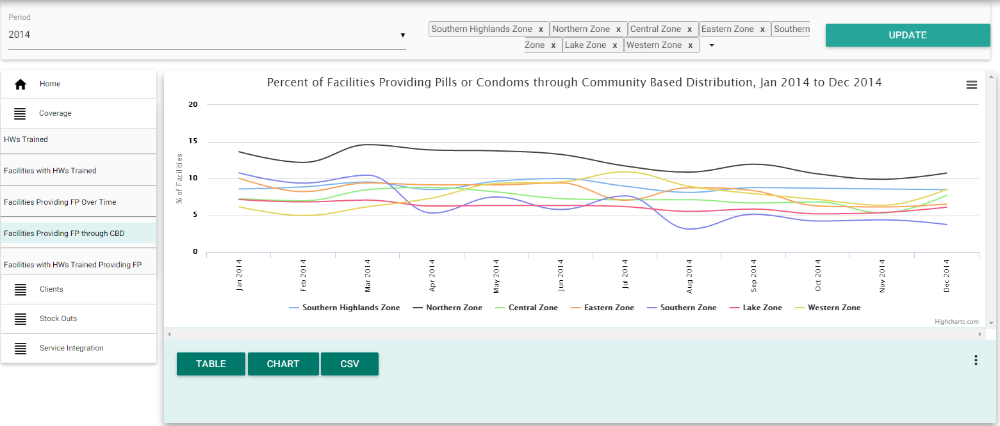 Period
2014
Southern Highlands Zone x Northern Zone x Central Zone x Eastern Zone x Southern
Zone x Lake Zone x Western Zone x
UPDATE
Home
Coverage
HWs Trained
Facilities with HWs Trained
Facilities Providing FP Over Time
Facilities Providing FP through CBD
Facilities with HWs Trained Providing FP
Clients
Stock Outs
Service Integration
Percent of Facilities Providing Pills or Condoms through Community Based Distribution, Jan 2014 to Dec 2014
% of Facilities
20
15
10
5
0
Jan 2014
Feb 2014
Mar 2014
Apr 2014
May 2014
Jun 2014
Jul 2014
Aug 2014
Sep 2014
Oct 2014
Nov 2014
Dec 2014
Southern Highlands Zone Northern Zone Central Zone Eastern Zone Southern Zone Lake Zone Western Zone
Highcharts.com
TABLE CHART CSV